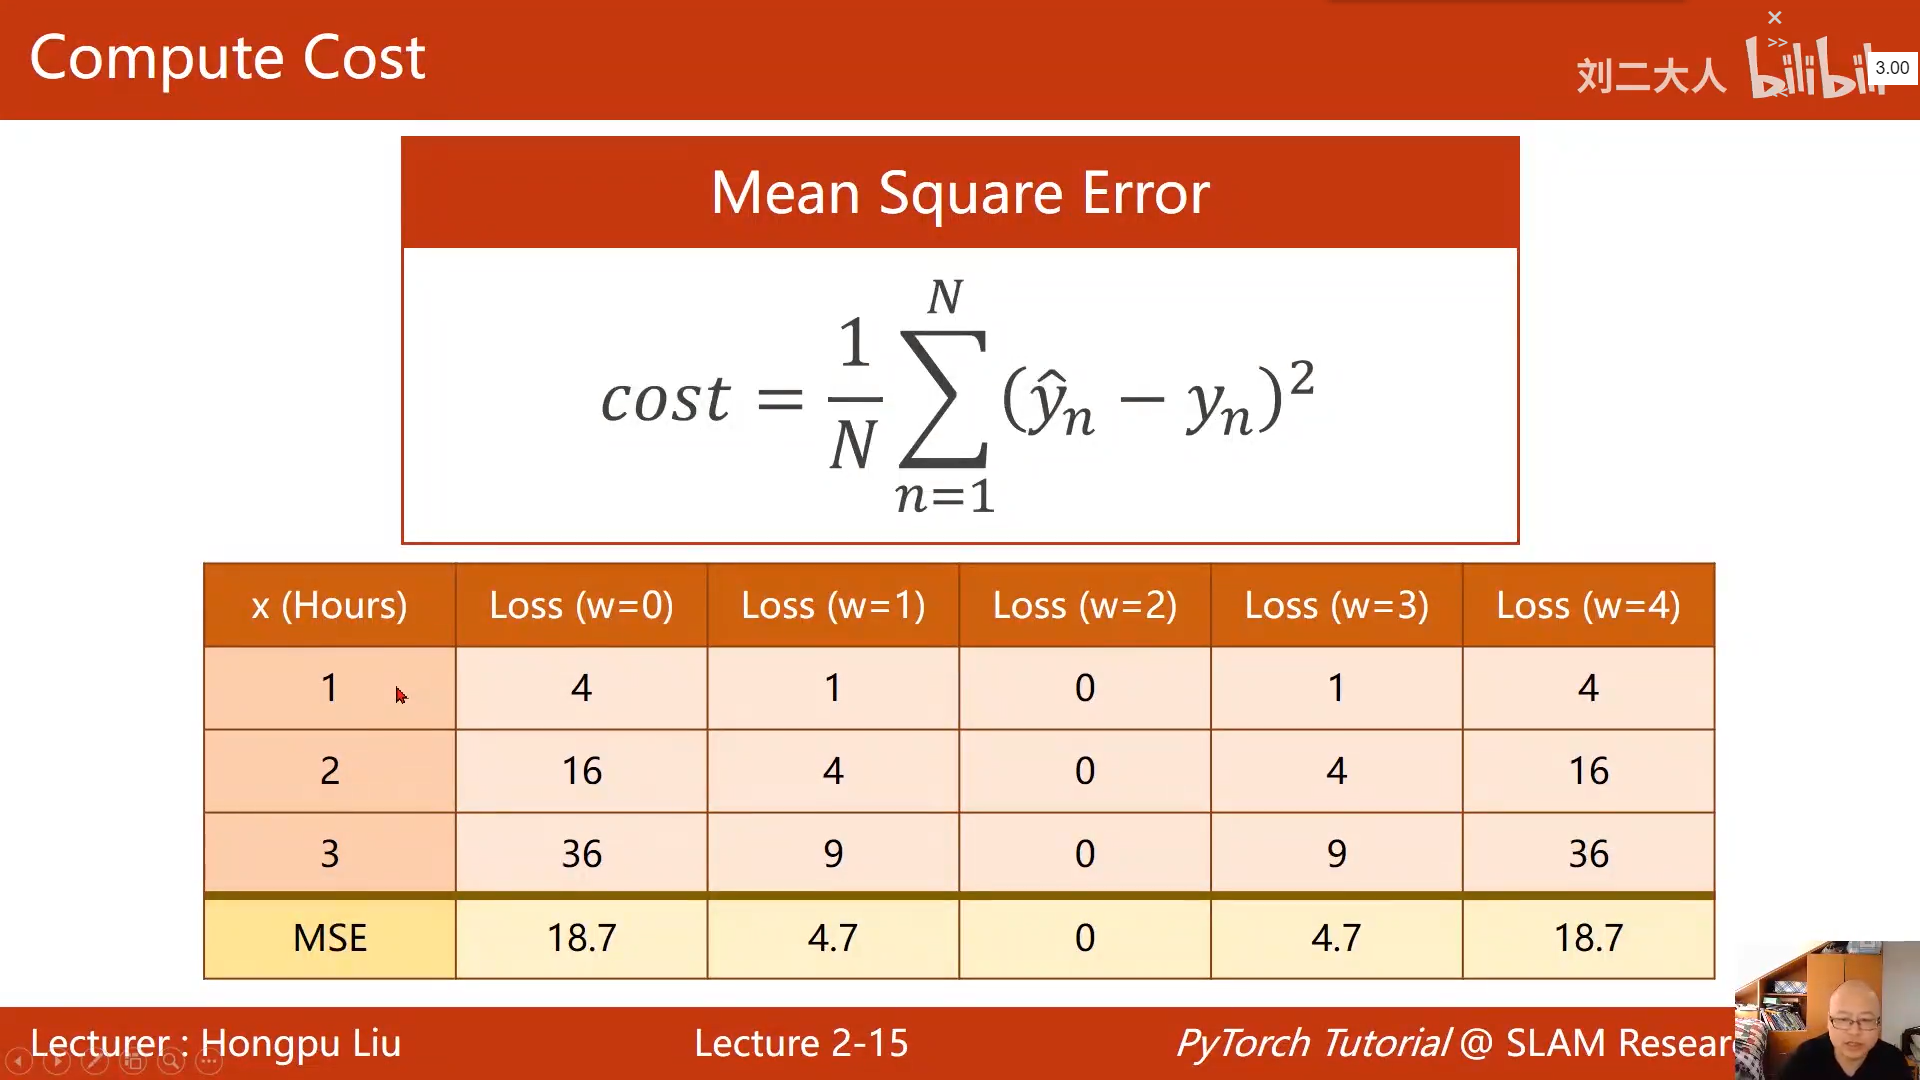 Compute Cost
刘二大人 bilibili
3.00
Mean Square Error
cost = \frac{1}{N} \sum_{n=1}^{N} (\hat{y}_n - y_n)^2
x (Hours) Loss (w=0) Loss (w=1) Loss (w=2) Loss (w=3) Loss (w=4)
1 4 1 0 1 4
2 16 4 0 4 16
3 36 9 0 9 36
MSE 18.7 4.7 0 4.7 18.7
Lecturer : Hongpu Liu Lecture 2-15 PyTorch Tutorial @ SLAM Resear